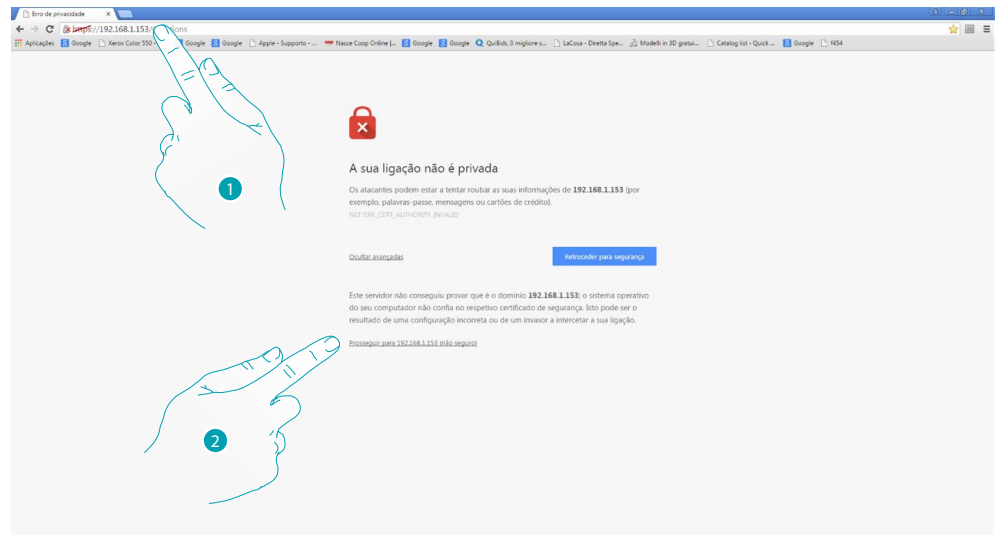 Erro de privacidade
https://192.168.1.153/ ions
Aplicações Google Xerox Color 550 Google Google Apple - Supporto - ... Nasce Coop Online |... Google Google QuiBids, Il migliore s... LaCosa - Diretta Spe... Modelli in 3D gratui... Catalog list - Quick ... Google f454
A sua ligação não é privada
Os atacantes podem estar a tentar roubar as suas informações de 192.168.1.153 (por
exemplo, palavras-passe, mensagens ou cartões de crédito).
NET::ERR_CERT_AUTHORITY_INVALID
Ocultar avançadas
Retroceder para segurança
Este servidor não conseguiu provar que é o domínio 192.168.1.153; o sistema operativo
do seu computador não confia no respetivo certificado de segurança. Isto pode ser o
resultado de uma configuração incorreta ou de um invasor a intercetar a sua ligação.
Prosseguir para 192.168.1.153 (não seguro)
1
2